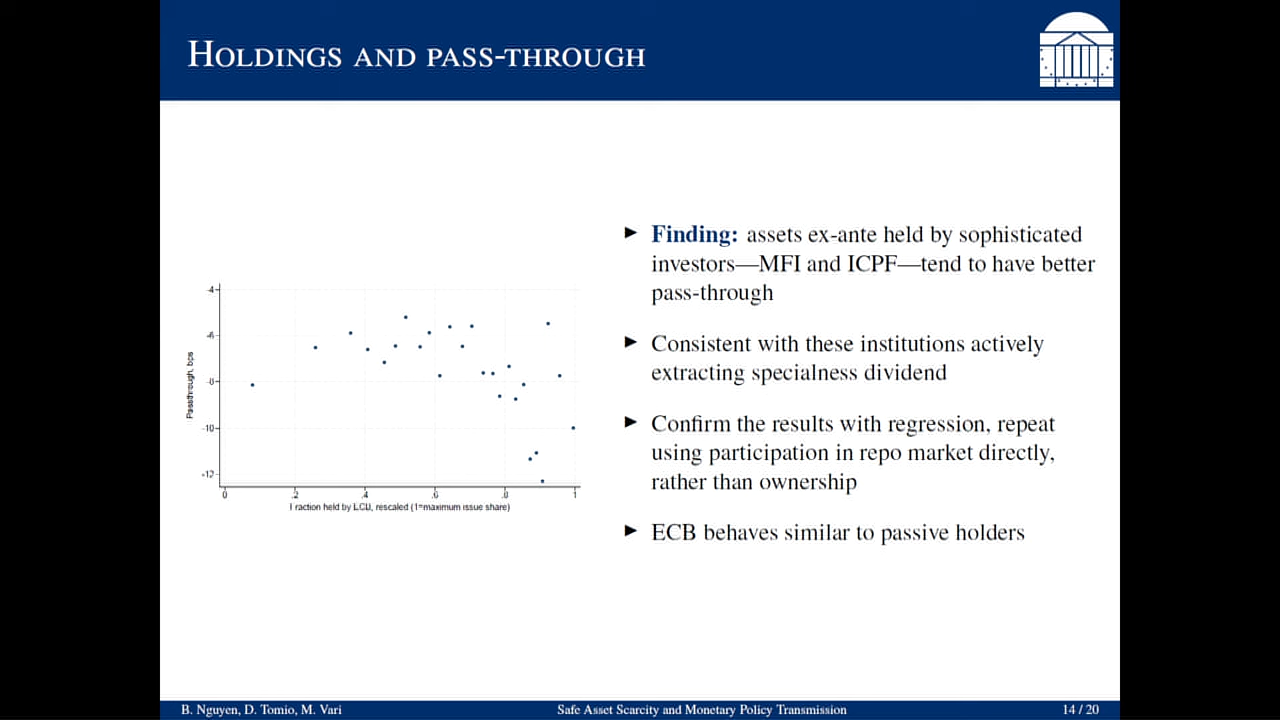 HOLDINGS AND PASS-THROUGH
► Finding: assets ex-ante held by sophisticated
investors—MFI and ICPF—tend to have better
pass-through
► Consistent with these institutions actively
extracting specialness dividend
► Confirm the results with regression, repeat
using participation in repo market directly,
rather than ownership
► ECB behaves similar to passive holders
Passthrough, bps
-4
-6
-8
-10
-12
0 .2 .4 .6 .8 1
Fraction held by ECB, rescaled (1=maximum issue share)
B. Nguyen, D. Tomio, M. Vari
Safe Asset Scarcity and Monetary Policy Transmission
14 / 20